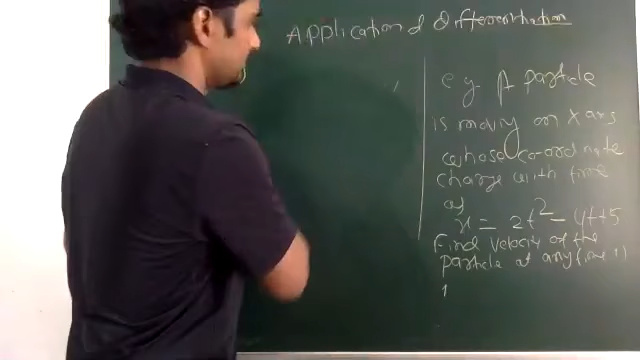 Application of Differentiation
e.g. A particle
is moving on X axis
whose co-ordinate
change with time
as
x = 2t² - 4t + 5
Find velocity of the
particle at any time t)